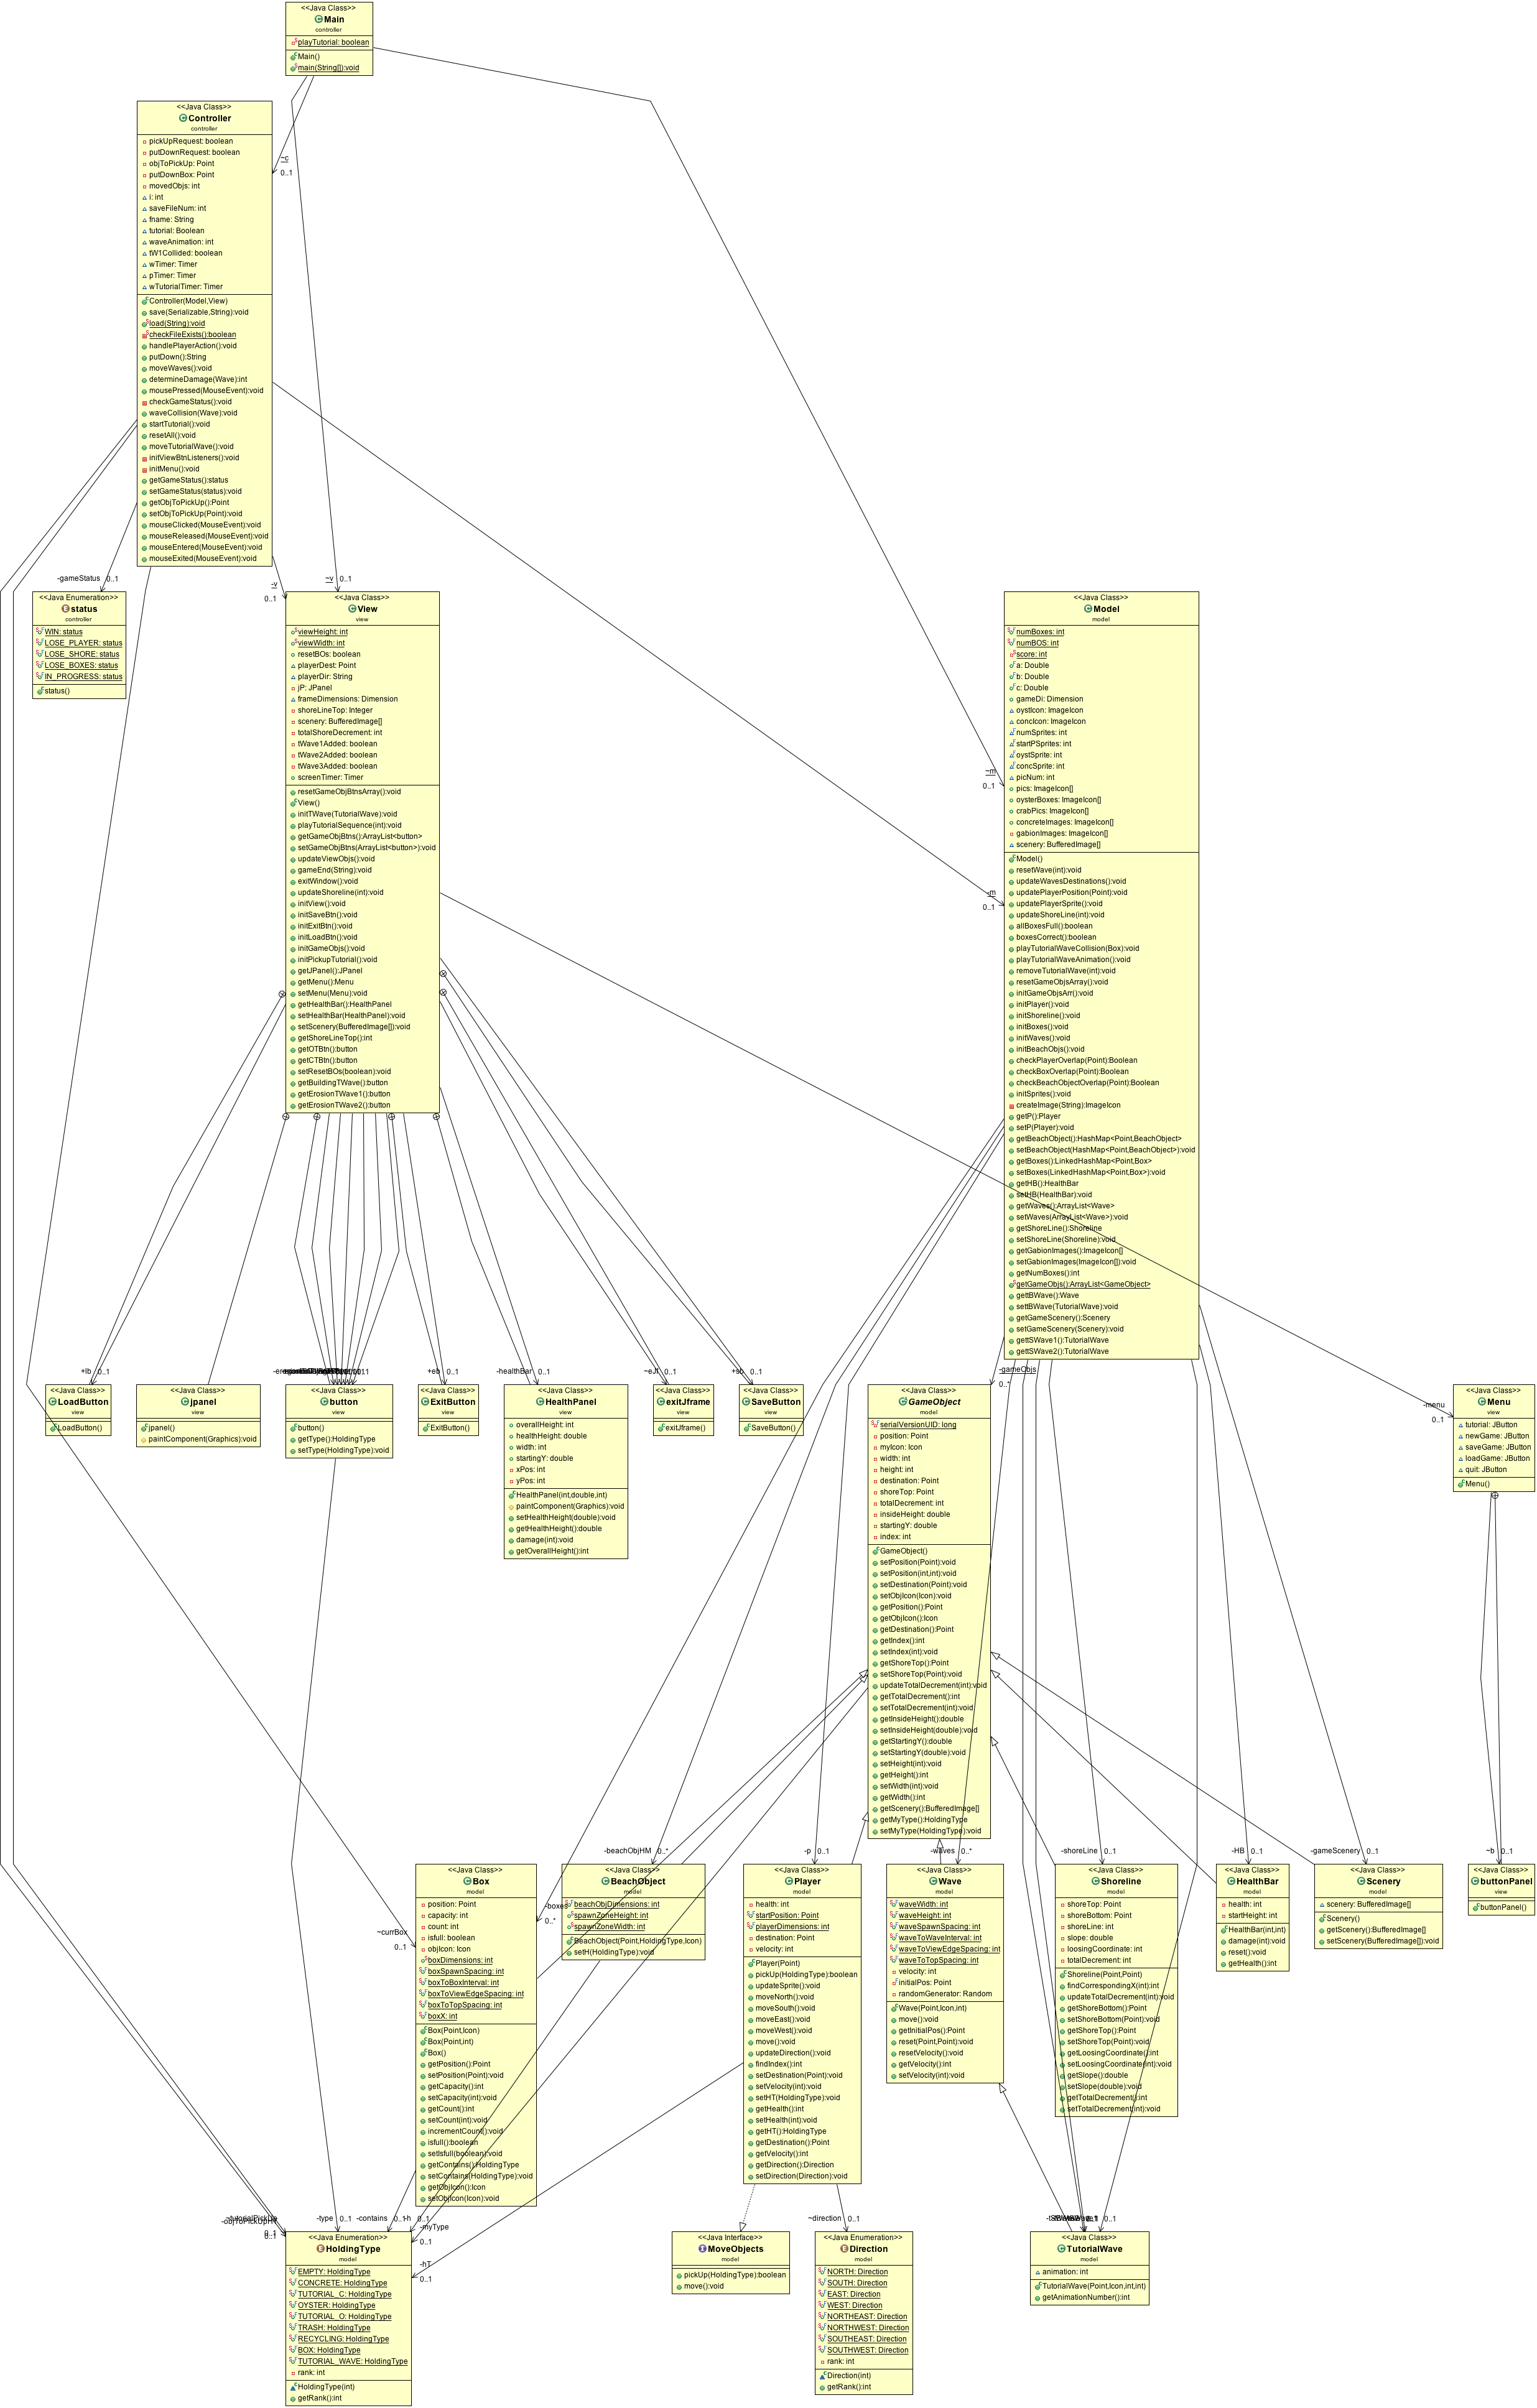 <<Java Class>>
Main
controller
playTutorial: boolean
Main()
main(String[]):void
~c
0..1
<<Java Class>>
Controller
controller
pickUpRequest: boolean
putDownRequest: boolean
objToPickUp: Point
putDownBox: Point
movedObjs: int
i: int
saveFileNum: int
fname: String
tutorial: Boolean
waveAnimation: int
tW1Collided: boolean
wTimer: Timer
pTimer: Timer
wTutorialTimer: Timer
Controller(Model,View)
save(Serializable,String):void
load(String):void
checkFileExists():boolean
handlePlayerAction():void
putDown():String
moveWaves():void
determineDamage(Wave):int
mousePressed(MouseEvent):void
checkGameStatus():void
waveCollision(Wave):void
startTutorial():void
resetAll():void
moveTutorialWave():void
initViewBtnListeners():void
initMenu():void
getGameStatus():status
setGameStatus(status):void
getObjToPickUp():Point
setObjToPickUp(Point):void
mouseClicked(MouseEvent):void
mouseReleased(MouseEvent):void
mouseEntered(MouseEvent):void
mouseExited(MouseEvent):void
-gameStatus 0..1
-v
0..1
~v 0..1
~m
0..1
-m
0..1
<<Java Enumeration>>
status
controller
WIN: status
LOSE_PLAYER: status
LOSE_SHORE: status
LOSE_BOXES: status
IN_PROGRESS: status
status()
<<Java Class>>
View
view
viewHeight: int
viewWidth: int
resetBOs: boolean
playerDest: Point
playerDir: String
jP: JPanel
frameDimensions: Dimension
shoreLineTop: Integer
scenery: BufferedImage[]
totalShoreDecrement: int
tWave1Added: boolean
tWave2Added: boolean
tWave3Added: boolean
screenTimer: Timer
resetGameObjBtnsArray():void
View()
initTWave(TutorialWave):void
playTutorialSequence(int):void
getGameObjBtns():ArrayList<button>
setGameObjBtns(ArrayList<button>):void
updateViewObjs():void
gameEnd(String):void
exitWindow():void
updateShoreline(int):void
initView():void
initSaveBtn():void
initExitBtn():void
initLoadBtn():void
initGameObjs():void
initPickupTutorial():void
getJPanel():JPanel
getMenu():Menu
setMenu(Menu):void
getHealthBar():HealthPanel
setHealthBar(HealthPanel):void
setScenery(BufferedImage[]):void
getShoreLineTop():int
getOTBtn():button
getCTBtn():button
setResetBOs(boolean):void
getBuildingTWave():button
getErosionTWave1():button
getErosionTWave2():button
<<Java Class>>
Model
model
numBoxes: int
numBOS: int
score: int
a: Double
b: Double
c: Double
gameDi: Dimension
oystIcon: ImageIcon
concIcon: ImageIcon
numSprites: int
startPSprites: int
oystSprite: int
concSprite: int
picNum: int
pics: ImageIcon[]
oysterBoxes: ImageIcon[]
crabPics: ImageIcon[]
concreteImages: ImageIcon[]
gabionImages: ImageIcon[]
scenery: BufferedImage[]
Model()
resetWave(int):void
updateWavesDestinations():void
updatePlayerPosition(Point):void
updatePlayerSprite():void
updateShoreLine(int):void
allBoxesFull():boolean
boxesCorrect():boolean
playTutorialWaveCollision(Box):void
playTutorialWaveAnimation():void
removeTutorialWave(int):void
resetGameObjsArray():void
initGameObjsArr():void
initPlayer():void
initShoreline():void
initBoxes():void
initWaves():void
initBeachObjs():void
checkPlayerOverlap(Point):Boolean
checkBoxOverlap(Point):Boolean
checkBeachObjectOverlap(Point):Boolean
initSprites():void
createImage(String):ImageIcon
getP():Player
setP(Player):void
getBeachObject():HashMap<Point,BeachObject>
setBeachObject(HashMap<Point,BeachObject>):void
getBoxes():LinkedHashMap<Point,Box>
setBoxes(LinkedHashMap<Point,Box>):void
getHB():HealthBar
setHB(HealthBar):void
getWaves():ArrayList<Wave>
setWaves(ArrayList<Wave>):void
getShoreLine():Shoreline
setShoreLine(Shoreline):void
getGabionImages():ImageIcon[]
setGabionImages(ImageIcon[]):void
getNumBoxes():int
getGameObjs():ArrayList<GameObject>
gettBWave():Wave
settBWave(TutorialWave):void
getGameScenery():Scenery
setGameScenery(Scenery):void
gettSWave1():TutorialWave
gettSWave2():TutorialWave
+lb 0..1
+eb 0..1
-healthBar 0..1
~eJf 0..1
0..1
-gameObjs
0..*
-menu
0..1
<<Java Class>>
LoadButton
view
LoadButton()
<<Java Class>>
jpanel
view
jpanel()
paintComponent(Graphics):void
<<Java Class>>
button
view
button()
getType():HoldingType
setType(HoldingType):void
<<Java Class>>
ExitButton
view
ExitButton()
<<Java Class>>
HealthPanel
view
overallHeight: int
healthHeight: double
width: int
startingY: double
xPos: int
yPos: int
HealthPanel(int,double,int)
paintComponent(Graphics):void
setHealthHeight(double):void
getHealthHeight():double
damage(int):void
getOverallHeight():int
<<Java Class>>
exitJframe
view
exitJframe()
<<Java Class>>
SaveButton
view
SaveButton()
<<Java Class>>
GameObject
model
serialVersionUID: long
position: Point
myIcon: Icon
width: int
height: int
destination: Point
shoreTop: Point
totalDecrement: int
insideHeight: double
startingY: double
index: int
GameObject()
setPosition(Point):void
setPosition(int,int):void
setDestination(Point):void
setObjIcon(Icon):void
getPosition():Point
getObjIcon():Icon
getDestination():Point
getIndex():int
setIndex(int):void
getShoreTop():Point
setShoreTop(Point):void
updateTotalDecrement(int):void
getTotalDecrement():int
setTotalDecrement(int):void
getInsideHeight():double
setInsideHeight(double):void
getStartingY():double
setStartingY(double):void
setHeight(int):void
getHeight():int
setWidth(int):void
getWidth():int
getScenery():BufferedImage[]
getMyType():HoldingType
setMyType(HoldingType):void
<<Java Class>>
Menu
view
tutorial: JButton
newGame: JButton
saveGame: JButton
loadGame: JButton
quit: JButton
Menu()
-beachObjHM 0..*
-p 0..1
-waves 0..*
-shoreLine 0..1
-HB 0..1
-gameScenery 0..1
~b 0..1
~currBox
0..1
-boxes
0..*
<<Java Class>>
Box
model
position: Point
capacity: int
count: int
isfull: boolean
objIcon: Icon
boxDimensions: int
boxSpawnSpacing: int
boxToBoxInterval: int
boxToViewEdgeSpacing: int
boxToTopSpacing: int
boxX: int
Box(Point,Icon)
Box(Point,int)
Box()
getPosition():Point
setPosition(Point):void
getCapacity():int
setCapacity(int):void
getCount():int
setCount(int):void
incrementCount():void
isfull():boolean
setIsfull(boolean):void
getContains():HoldingType
setContains(HoldingType):void
getObjIcon():Icon
setObjIcon(Icon):void
<<Java Class>>
BeachObject
model
beachObjDimensions: int
spawnZoneHeight: int
spawnZoneWidth: int
BeachObject(Point,HoldingType,Icon)
setH(HoldingType):void
<<Java Class>>
Player
model
health: int
startPosition: Point
playerDimensions: int
destination: Point
velocity: int
Player(Point)
pickUp(HoldingType):boolean
updateSprite():void
moveNorth():void
moveSouth():void
moveEast():void
moveWest():void
move():void
updateDirection():void
findIndex():int
setDestination(Point):void
setVelocity(int):void
setHT(HoldingType):void
getHealth():int
setHealth(int):void
getHT():HoldingType
getDestination():Point
getVelocity():int
getDirection():Direction
setDirection(Direction):void
<<Java Class>>
Wave
model
waveWidth: int
waveHeight: int
waveSpawnSpacing: int
waveToWaveInterval: int
waveToViewEdgeSpacing: int
waveToTopSpacing: int
velocity: int
initialPos: Point
randomGenerator: Random
Wave(Point,Icon,int)
move():void
getInitialPos():Point
reset(Point,Point):void
resetVelocity():void
getVelocity():int
setVelocity(int):void
<<Java Class>>
Shoreline
model
shoreTop: Point
shoreBottom: Point
shoreLine: int
slope: double
loosingCoordinate: int
totalDecrement: int
Shoreline(Point,Point)
findCorrespondingX(int):int
updateTotalDecrement(int):void
getShoreBottom():Point
setShoreBottom(Point):void
getShoreTop():Point
setShoreTop(Point):void
getLoosingCoordinate():int
setLoosingCoordinate(int):void
getSlope():double
setSlope(double):void
getTotalDecrement():int
setTotalDecrement(int):void
<<Java Class>>
HealthBar
model
health: int
startHeight: int
HealthBar(int,int)
damage(int):void
reset():void
getHealth():int
<<Java Class>>
Scenery
model
scenery: BufferedImage[]
Scenery()
getScenery():BufferedImage[]
setScenery(BufferedImage[]):void
<<Java Class>>
buttonPanel
view
buttonPanel()
0..1
-type 0..1
-contains 0..1
-h 0..1
-myType
0..1
-hT
0..1
~direction 0..1
0..1
<<Java Enumeration>>
HoldingType
model
EMPTY: HoldingType
CONCRETE: HoldingType
TUTORIAL_C: HoldingType
OYSTER: HoldingType
TUTORIAL_O: HoldingType
TRASH: HoldingType
RECYCLING: HoldingType
BOX: HoldingType
TUTORIAL_WAVE: HoldingType
rank: int
HoldingType(int)
getRank():int
<<Java Interface>>
MoveObjects
model
pickUp(HoldingType):boolean
move():void
<<Java Enumeration>>
Direction
model
NORTH: Direction
SOUTH: Direction
EAST: Direction
WEST: Direction
NORTHEAST: Direction
NORTHWEST: Direction
SOUTHEAST: Direction
SOUTHWEST: Direction
rank: int
Direction(int)
getRank():int
<<Java Class>>
TutorialWave
model
animation: int
TutorialWave(Point,Icon,int,int)
getAnimationNumber():int